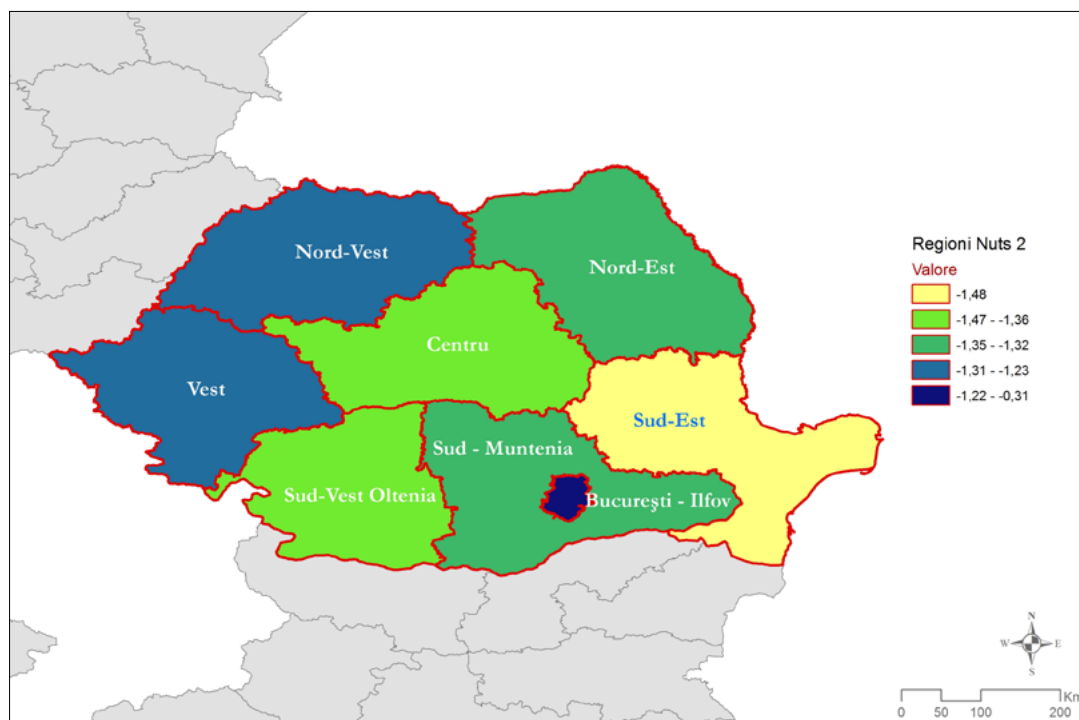 Nord-Vest
Nord-Est
Centru
Vest
Sud-Est
Sud - Muntenia
Sud-Vest Oltenia
Bucureşti - Ilfov
Regioni Nuts 2
Valore
-1,48
-1,47 - -1,36
-1,35 - -1,32
-1,31 - -1,23
-1,22 - -0,31
N
W
E
S
Km
0 50 100 200